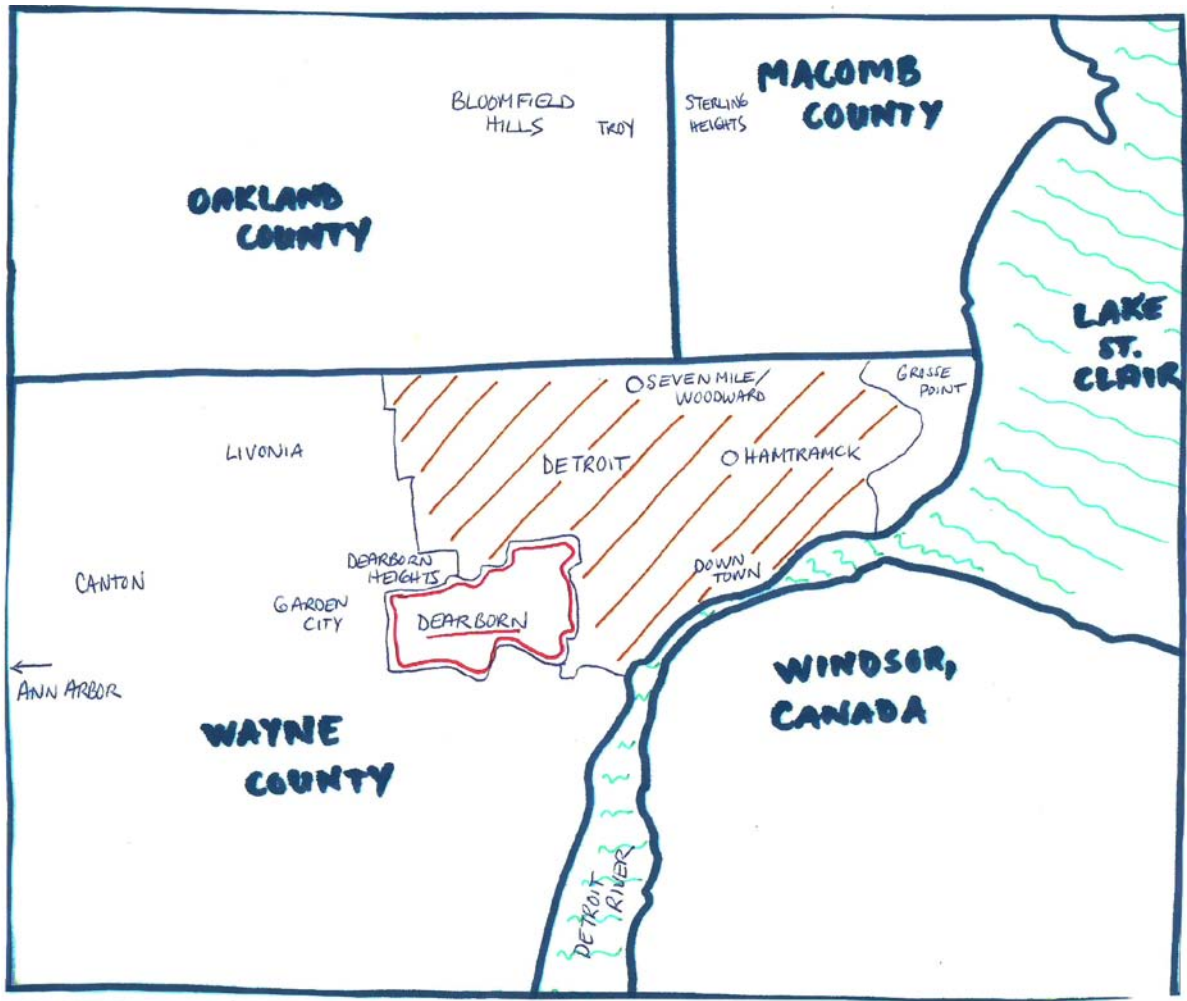 MACOMB
COUNTY
BLOOMFIELD
HILLS
TROY
STERLING
HEIGHTS
OAKLAND
COUNTY
LAKE
ST.
CLAIR
SEVEN MILE/
WOODWARD
GROSSE
POINT
LIVONIA
DETROIT
HAMTRAMCK
DEARBORN
HEIGHTS
DOWN
TOWN
CANTON
GARDEN
CITY
DEARBORN
ANN ARBOR
WINDSOR,
CANADA
WAYNE
COUNTY
DETROIT
RIVER